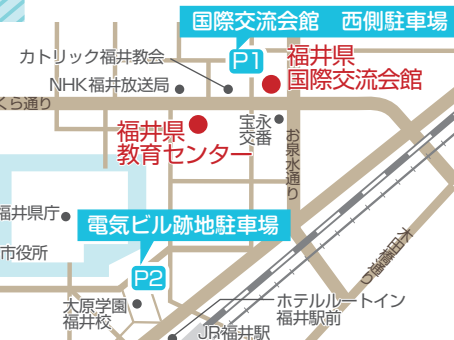 国際交流会館　西側駐車場
カトリック福井教会
P1
福井県
国際交流会館
NHK福井放送局
くら通り
福井県
教育センター
宝永
交番
お泉水通り
福井県庁
電気ビル跡地駐車場
市役所
木田橋通り
P2
大原学園
福井校
ホテルルートイン
福井駅前
JR福井駅